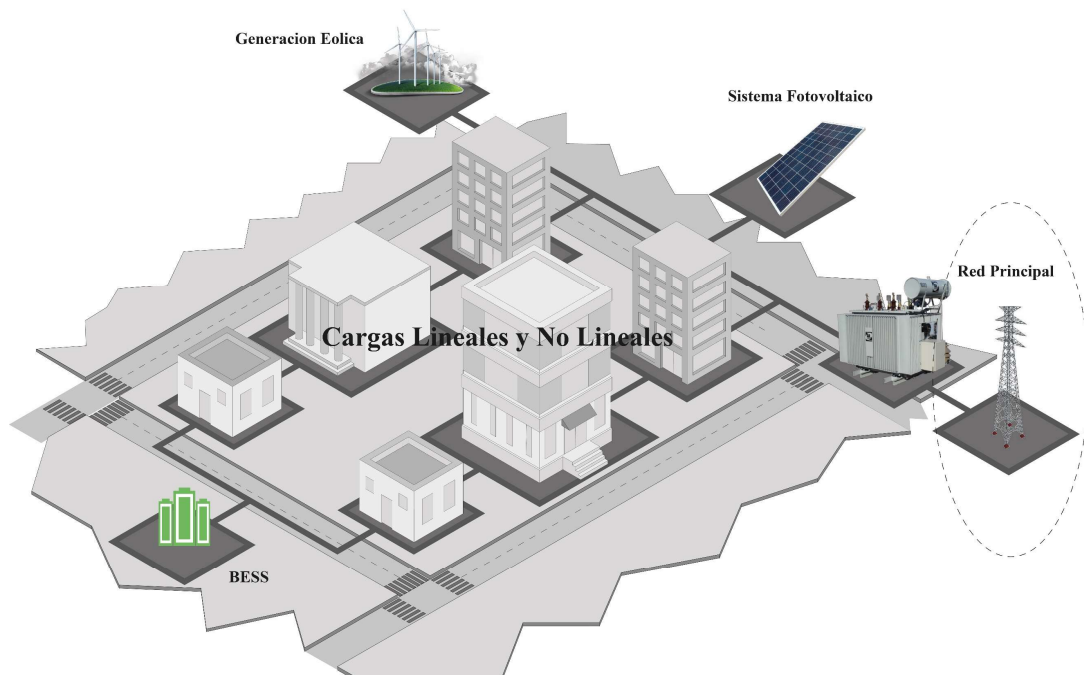 Generacion Eolica
Sistema Fotovoltaico
Red Principal
Cargas Lineales y No Lineales
BESS